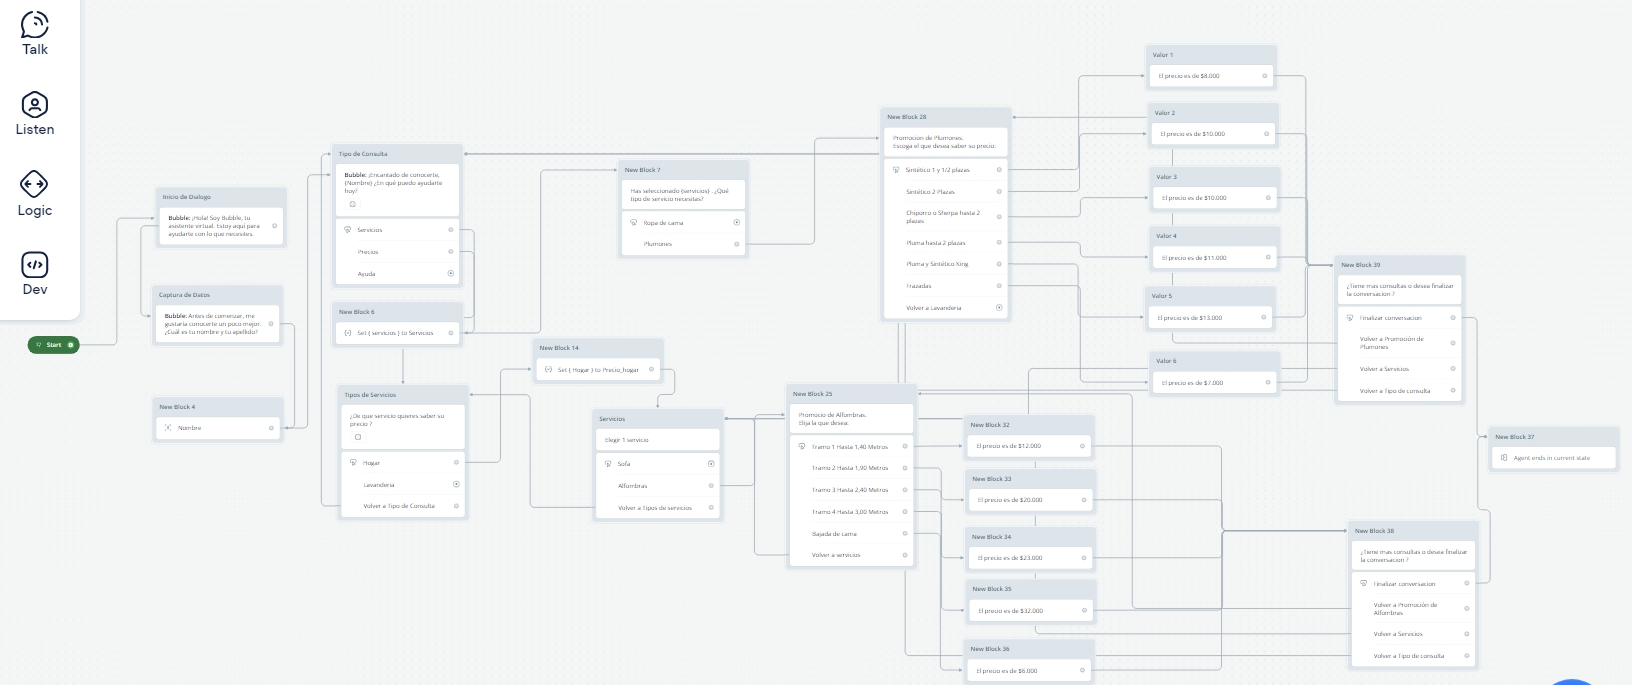 Talk
Listen
Logic
Dev
Start
Inicio de Dialogo
Bubble: ¡Hola! Soy Bubble, tu
asistente virtual. Estoy aquí para
ayudarte con lo que necesites.
Captura de Datos
Bubble: Antes de comenzar, me
gustaría conocerte un poco mejor.
¿Cuál es tu nombre y tu apellido?
New Block 4
Nombre
Tipo de Consulta
Bubble: ¡Encantado de conocerte,
{Nombre} ¿En qué puedo ayudarte
hoy?
Servicios
Precios
Ayuda
New Block 6
Set { servicios } to Servicios
Tipos de Servicios
¿De que servicio quieres saber su
precio ?
Hogar
Lavanderia
Volver a Tipo de Consulta
New Block 14
Set { Hogar } to Precio_hogar
New Block 7
Has seleccionado {servicios} . ¿Qué
tipo de servicio necesitas?
Ropa de cama
Plumones
Servicios
Elegir 1 servicio
Sofa
Alfombras
Volver a Tipos de servicios
New Block 28
Promocion de Plumones.
Escoga el que desea saber su precio:
Sintético 1 y 1/2 plazas
Sintético 2 Plazas
Chiporro o Sherpa hasta 2
plazas
Pluma hasta 2 plazas
Pluma y Sintético King
Frazadas
Volver a Lavanderia
New Block 25
Promocio de Alfombras.
Elija la que desea:
Tramo 1 Hasta 1,40 Metros
Tramo 2 Hasta 1,90 Metros
Tramo 3 Hasta 2,40 Metros
Tramo 4 Hasta 3,00 Metros
Bajada de cama
Volver a servicios
Valor 1
El precio es de $8.000
Valor 2
El precio es de $10.000
Valor 3
El precio es de $10.000
Valor 4
El precio es de $11.000
Valor 5
El precio es de $13.000
Valor 6
El precio es de $7.000
New Block 32
El precio es de $12.000
New Block 33
El precio es de $20.000
New Block 34
El precio es de $23.000
New Block 35
El precio es de $32.000
New Block 36
El precio es de $6.000
New Block 39
¿Tiene mas consultas o desea finalizar
la conversacion ?
Finalizar conversacion
Volver a Promoción de
Plumones
Volver a Servicios
Volver a Tipo de consulta
New Block 37
Agent ends in current state
New Block 38
¿Tiene mas consultas o desea finalizar
la conversacion ?
Finalizar conversacion
Volver a Promoción de
Alfombras
Volver a Servicios
Volver a Tipo de consulta